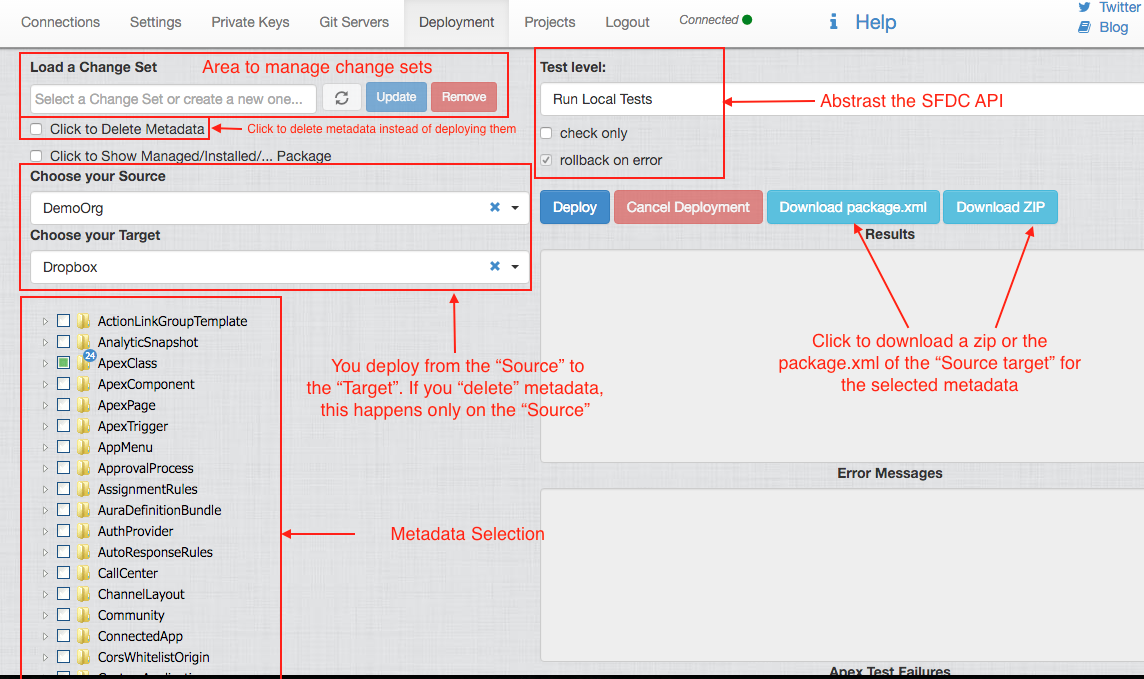 Connections Settings Private Keys Git Servers Deployment Projects Logout Connected Help
Twitter
Blog
Load a Change Set Area to manage change sets
Select a Change Set or create a new one... Update Remove
Click to Delete Metadata Click to delete metadata instead of deploying them
Click to Show Managed/Installed/... Package
Choose your Source
DemoOrg
Choose your Target
Dropbox
ActionLinkGroupTemplate
AnalyticSnapshot
24
ApexClass
ApexComponent
ApexPage
ApexTrigger
AppMenu
ApprovalProcess
AssignmentRules
AuraDefinitionBundle
AuthProvider
AutoResponseRules
CallCenter
ChannelLayout
Community
ConnectedApp
CorsWhitelistOrigin
You deploy from the “Source” to
the “Target”. If you “delete” metadata,
this happens only on the “Source”
Metadata Selection
Test level:
Run Local Tests Abstrast the SFDC API
check only
rollback on error
Deploy Cancel Deployment Download package.xml Download ZIP
Results
Click to download a zip or the
package.xml of the “Source target” for
the selected metadata
Error Messages
Apex Test Failures